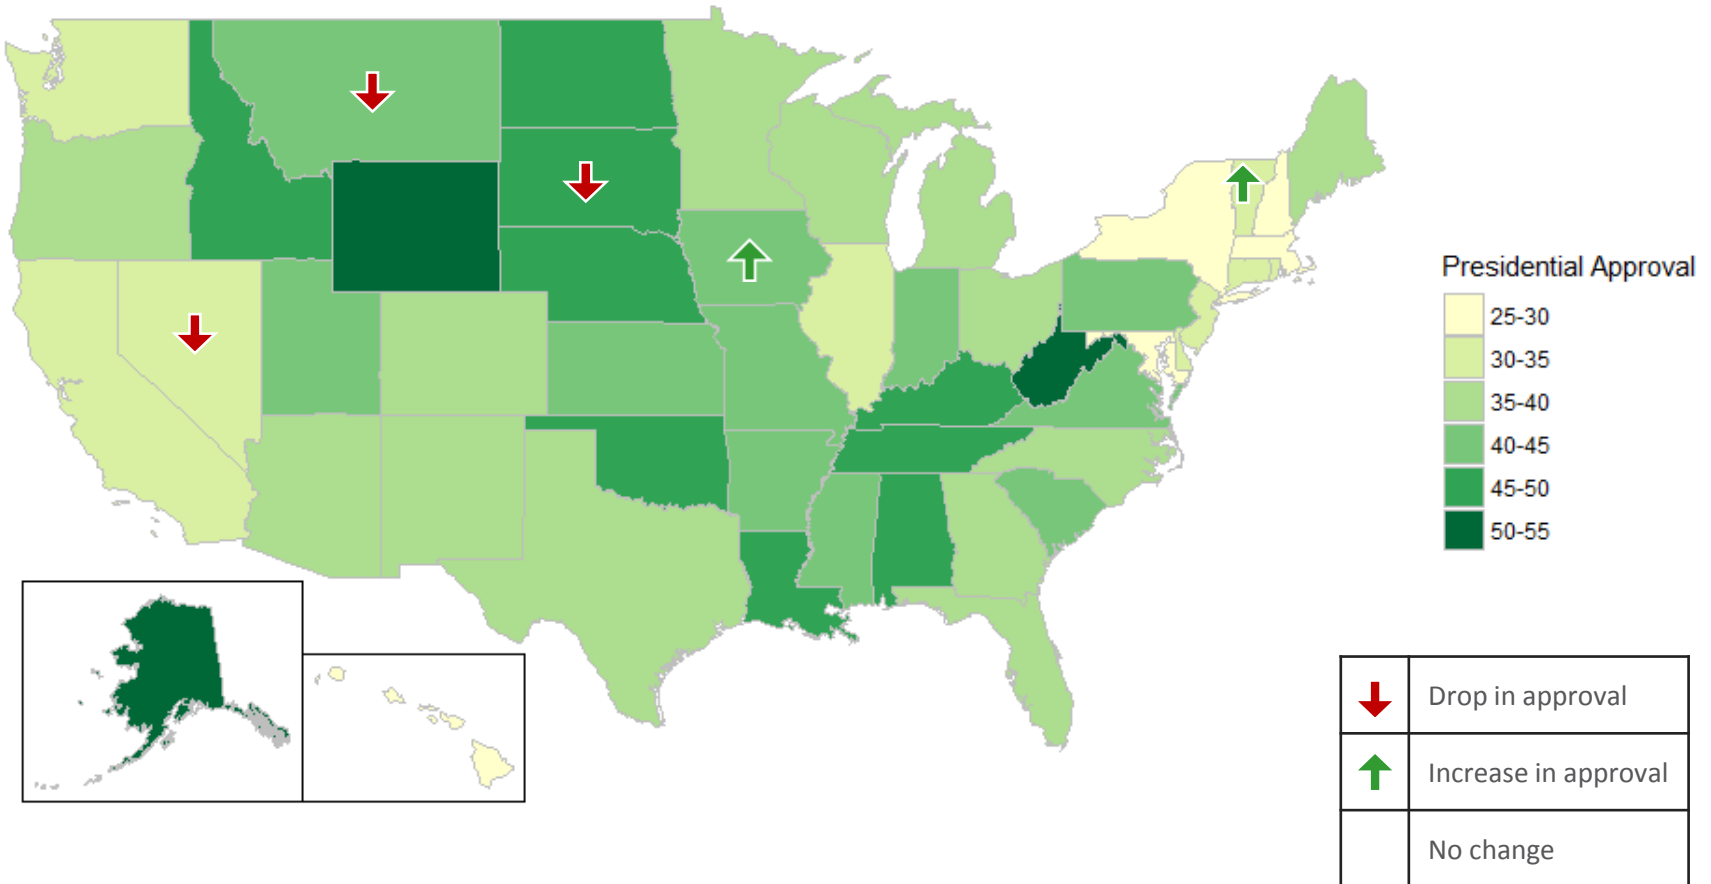 Presidential Approval
25-30
30-35
35-40
40-45
45-50
50-55
Drop in approval
Increase in approval
No change